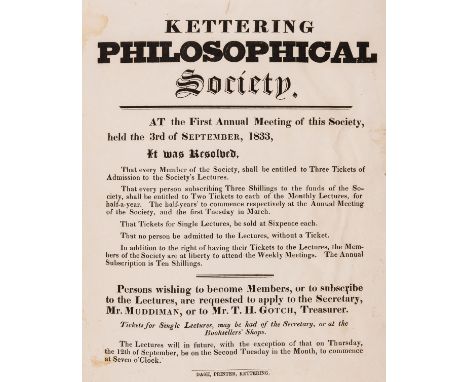 KETTERING
PHILOSOPHICAL
Society.
AT the First Annual Meeting of this Society,
held the 3rd of SEPTEMBER, 1833,
It was Resolved,
That every Member of the Society, shall be entitled to Three Tickets of
Admission to the Society's Lectures.
That every person subscribing Three Shillings to the funds of the So-
ciety, shall be entitled to Two Tickets to each of the Monthly Lectures, for
half-a-year. The half-years' to commence respectively at the Annual Meeting
of the Society, and the first Tuesday in March.
That Tickets for Single Lectures, be sold at Sixpence each.
That no person be admitted to the Lectures, without a Ticket.
In addition to the right of having their Tickets to the Lectures, the Mem-
bers of the Society are at liberty to attend the Weekly Meetings. The Annual
Subscription is Ten Shillings.
Persons wishing to become Members, or to subscribe
to the Lectures, are requested to apply to the Secretary,
Mr. MUDDIMAN, or to Mr. T. H. GOTCH, Treasurer.
Tickets for Single Lectures, may be had of the Secretary, or at the
Booksellers' Shops.
The Lectures will in future, with the exception of that on Thursday,
the 12th of September, be on the Second Tuesday in the Month, to commence
at Seven o'Clock.
DASH, PRINTER, KETTERING.